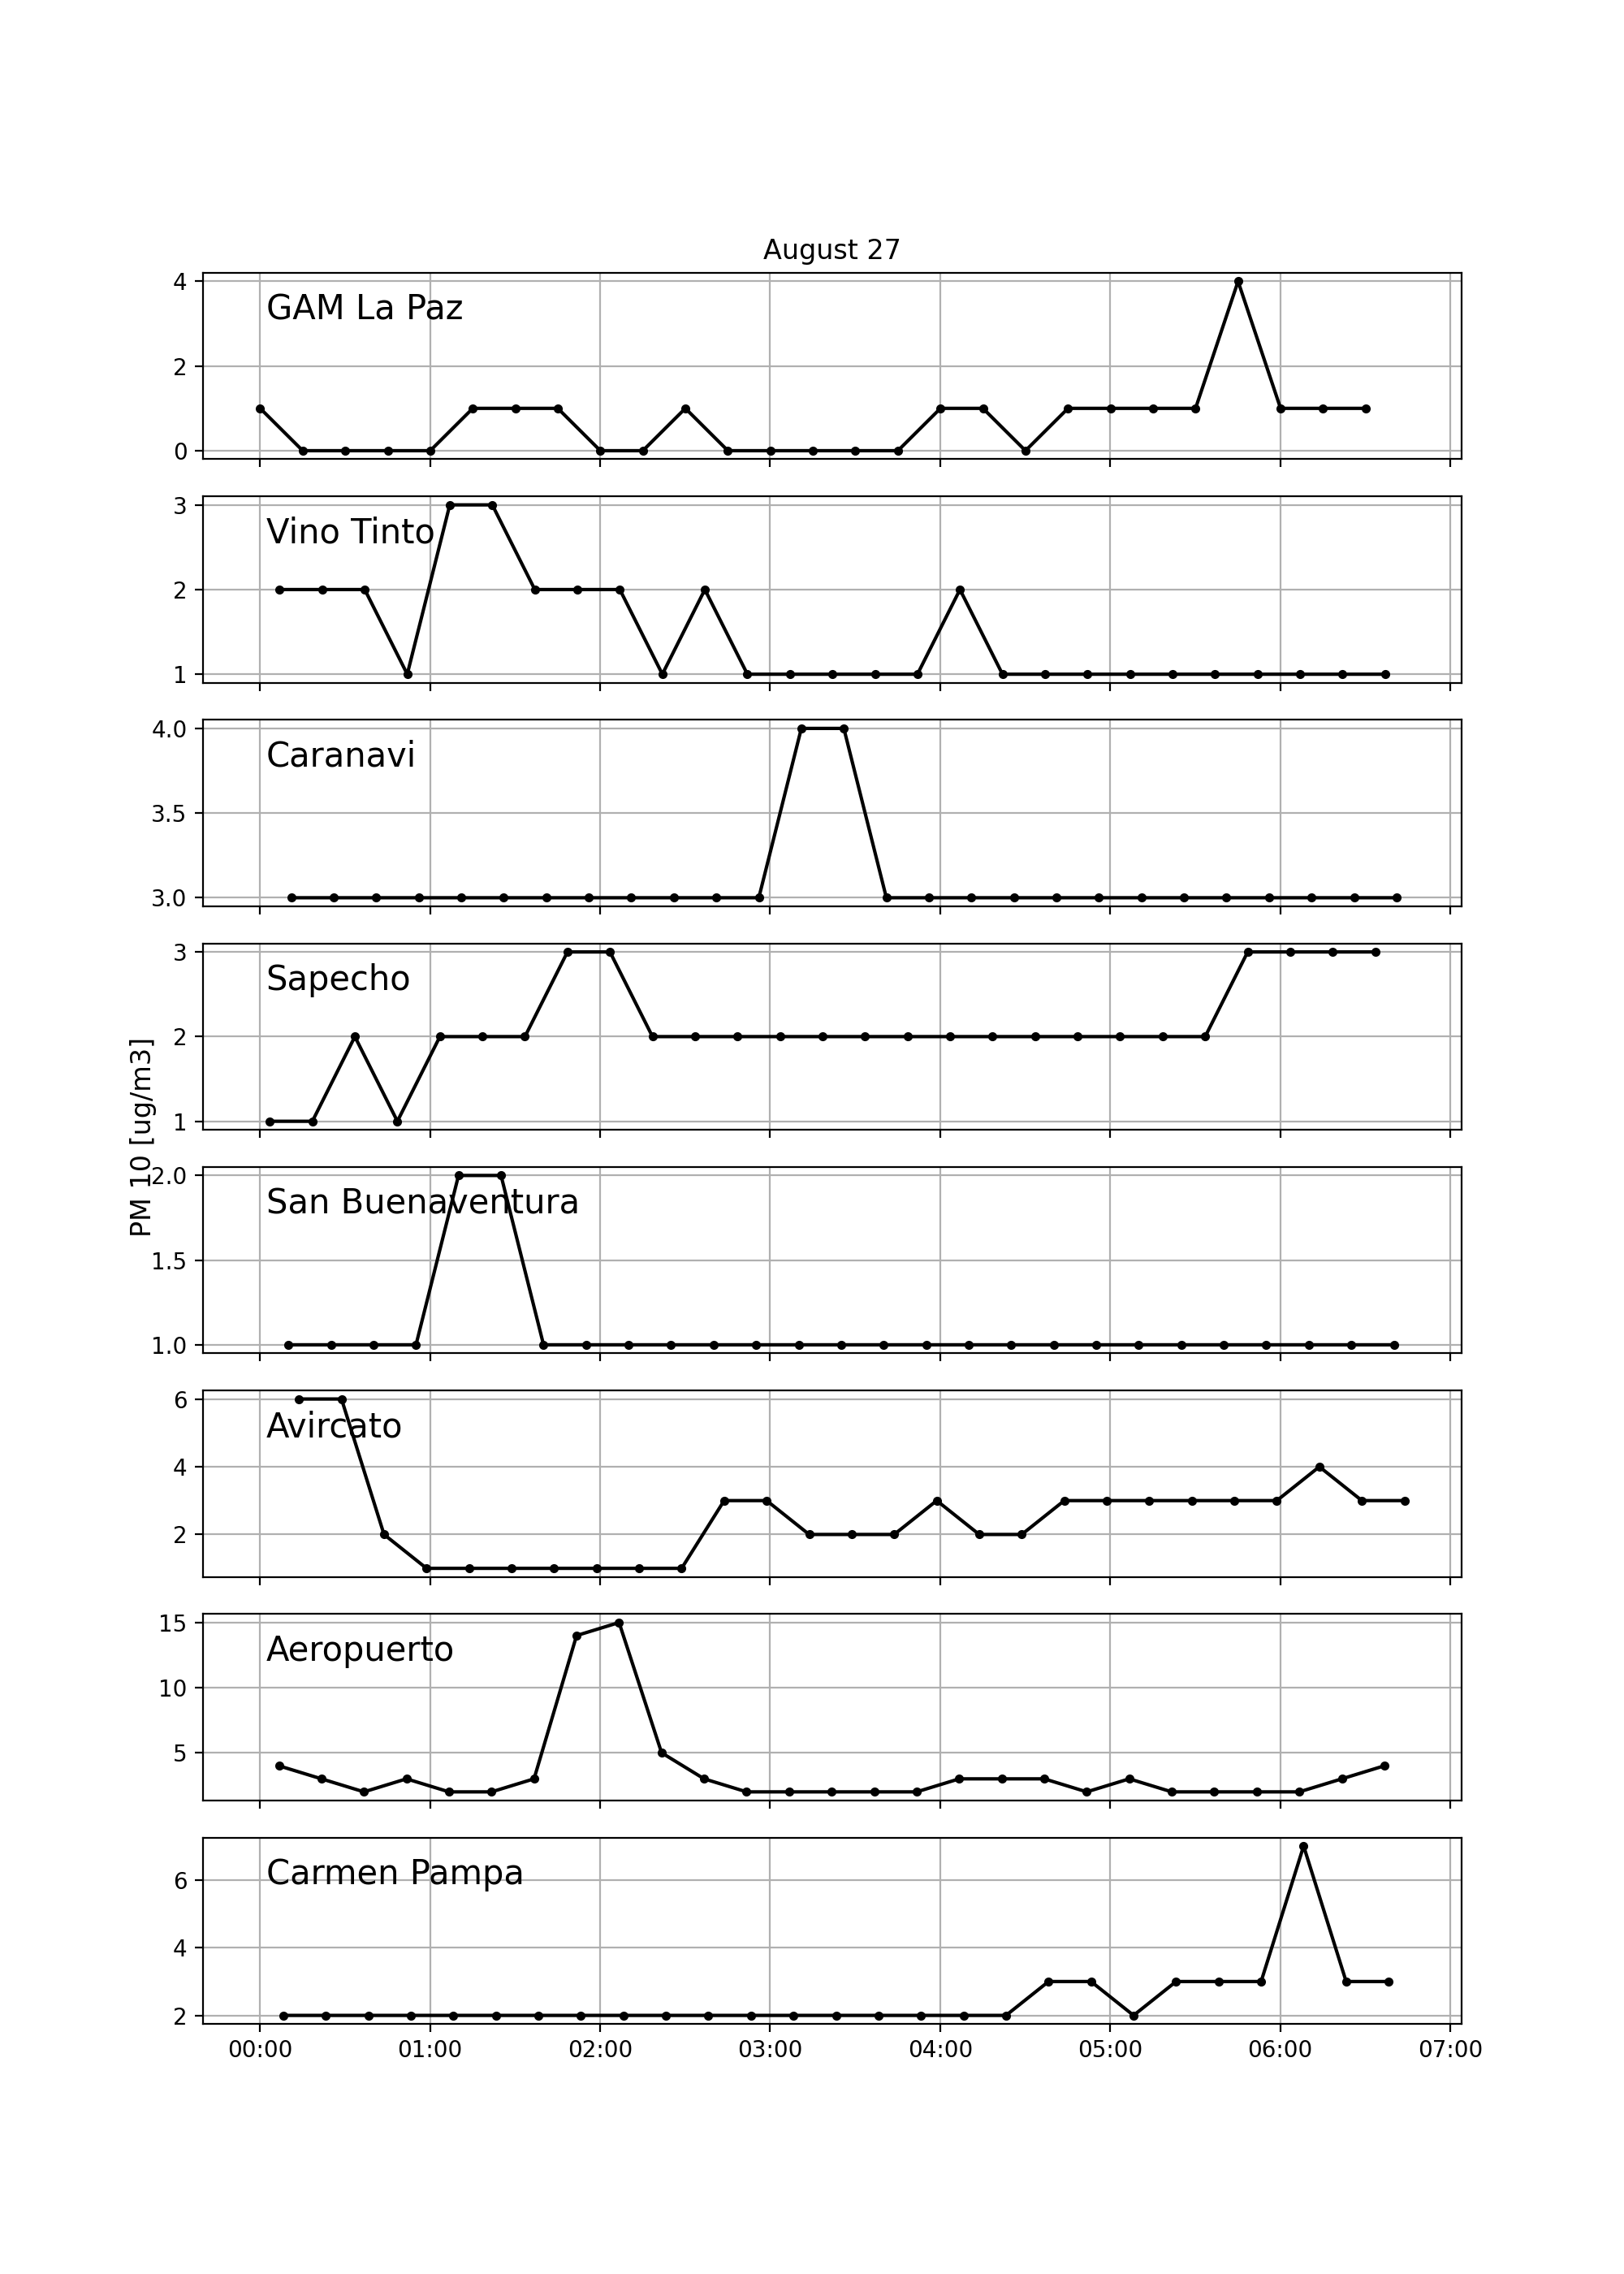 August 27
4
GAM La Paz
2
0
3
Vino Tinto
2
1
4.0
Caranavi
3.5
3.0
3
Sapecho
2
1
PM 10 [ug/m3]
2.0
San Buenaventura
1.5
1.0
6
Avircato
4
2
15
Aeropuerto
10
5
Carmen Pampa
6
4
2
00:00 01:00 02:00 03:00 04:00 05:00 06:00 07:00